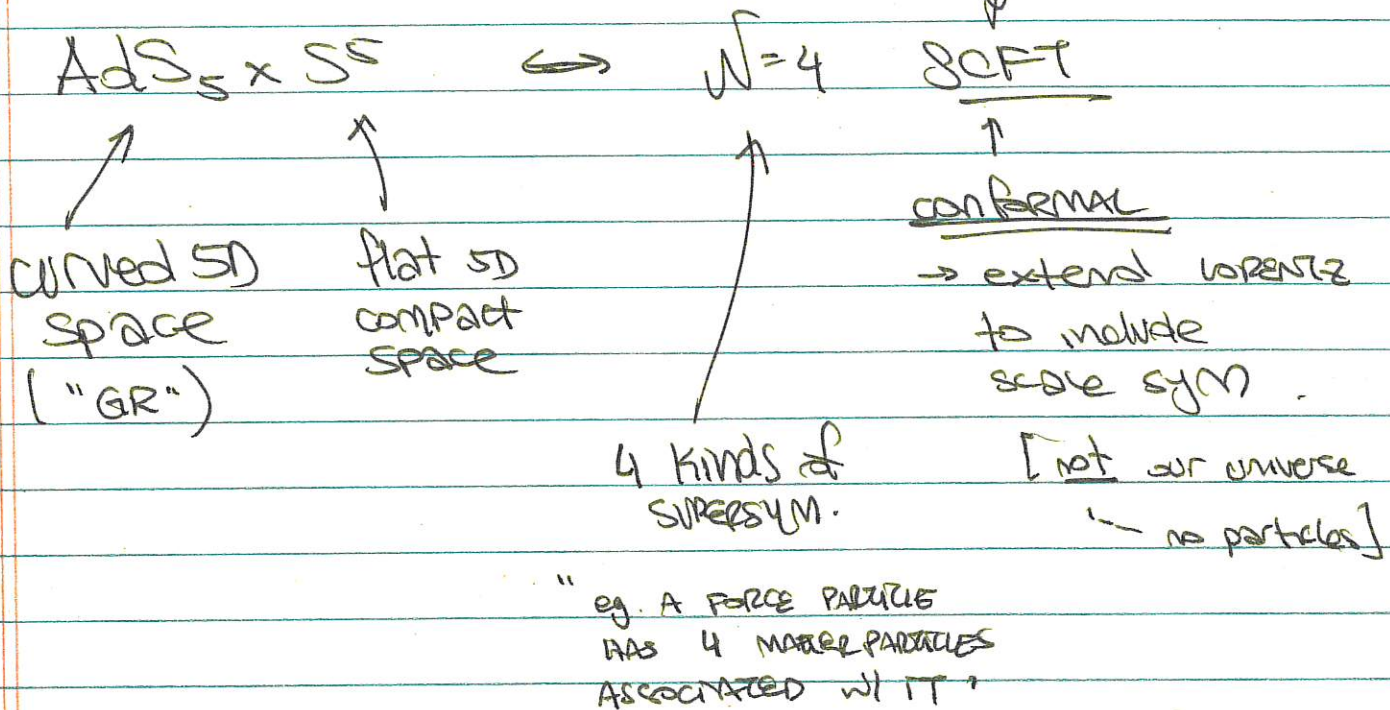 AdS₅ × S⁵ ⟺ N=4 SCFT
curved 5D
space
("GR")
flat 5D
compact
space
4 kinds of
SUPERSYM.
conformal
→ extend LORENTZ
to include
scale sym.
[not our universe
no particles]
"eg. A FORCE PARTICLE
HAS 4 MATTER PARTICLES
ASSOCIATED W/ IT"